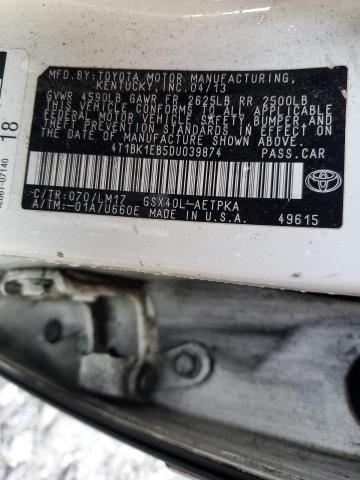 MFD. BY:TOYOTA MOTOR MANUFACTURING,
KENTUCKY, INC. 04/13
GVWR 4590LB GAWR FR 2625LB RR 2500LB
THIS VEHICLE CONFORMS TO ALL APPLICABLE
FEDERAL MOTOR VEHICLE SAFETY, BUMPER, AND
THEFT PREVENTION STANDARDS IN EFFECT ON
THE DATE OF MANUFACTURE SHOWN ABOVE.
4T1BK1EB5DU039874 PASS.CAR
C/TR:070/LM17 GSX40L-AETPKA
A/TM:-01A/U660E 49615
18